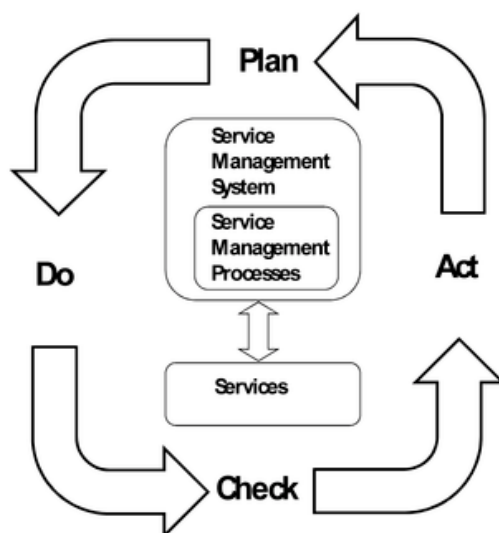 Plan
Service
Management
System
Service
Management
Processes
Do
Act
Services
Check